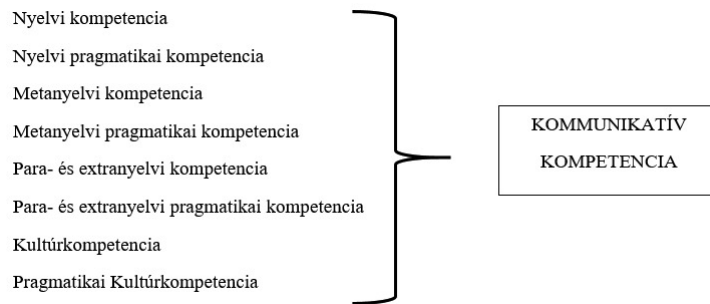 Nyelvi kompetencia
Nyelvi pragmatikai kompetencia
Metanyelvi kompetencia
Metanyelvi pragmatikai kompetencia
Para- és extranyelvi kompetencia
Para- és extranyelvi pragmatikai kompetencia
Kultúrkompetencia
Pragmatikai Kultúrkompetencia
KOMMUNIKATÍV
KOMPETENCIA